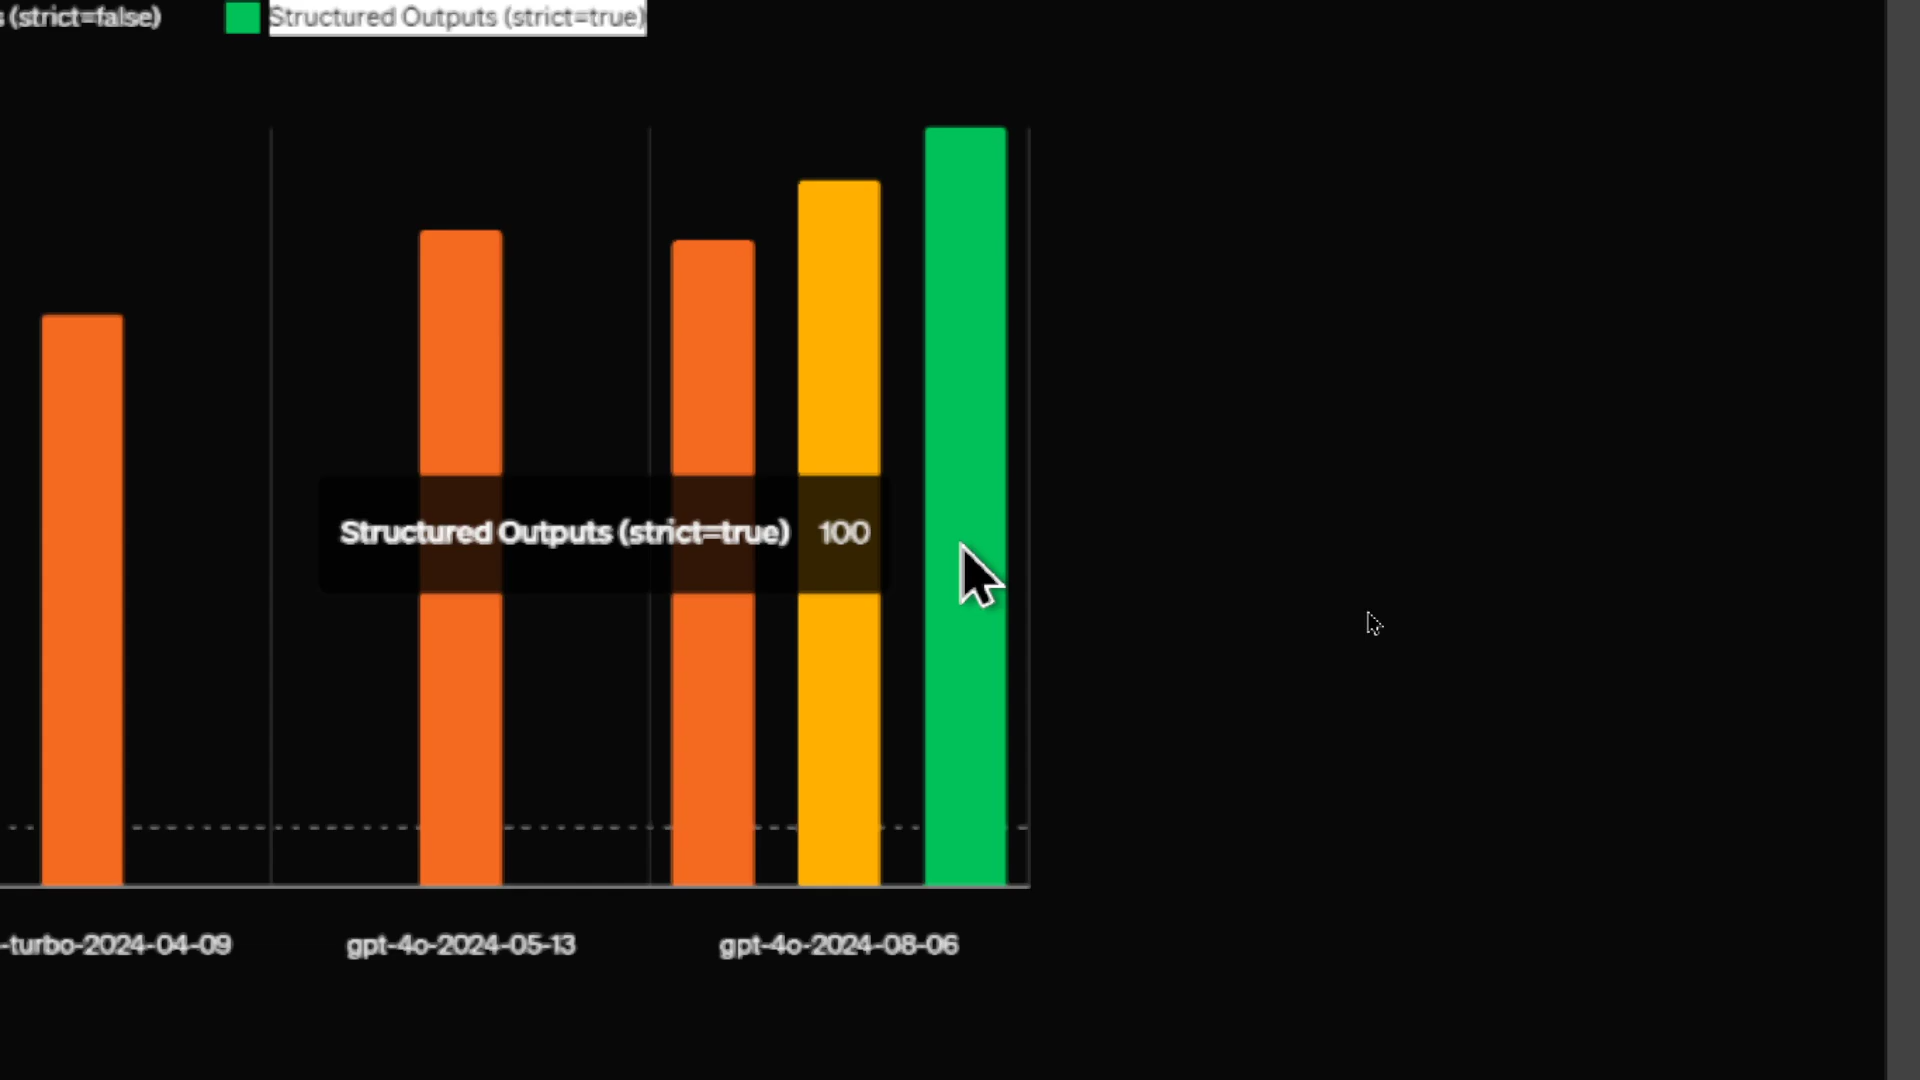 (strict=false) Structured Outputs (strict=true)
Structured Outputs (strict=true) 100
-turbo-2024-04-09 gpt-4o-2024-05-13 gpt-4o-2024-08-06